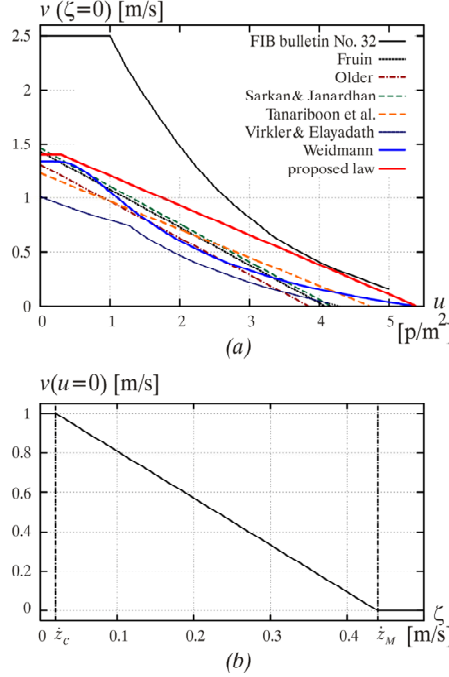 v (ζ=0) [m/s]
2.5
2
1.5
1
0.5
0
FIB bulletin No. 32
Fruin
Older
Sarkan & Janardhan
Tanariboon et al.
Virkler & Elayadath
Weidmann
proposed law
0 1 2 3 4 5 u
[p/m²]
(a)
v(u=0) [m/s]
1
0.8
0.6
0.4
0.2
0
0 ż_C 0.1 0.2 0.3 0.4 ż_M ζ
[m/s]
(b)